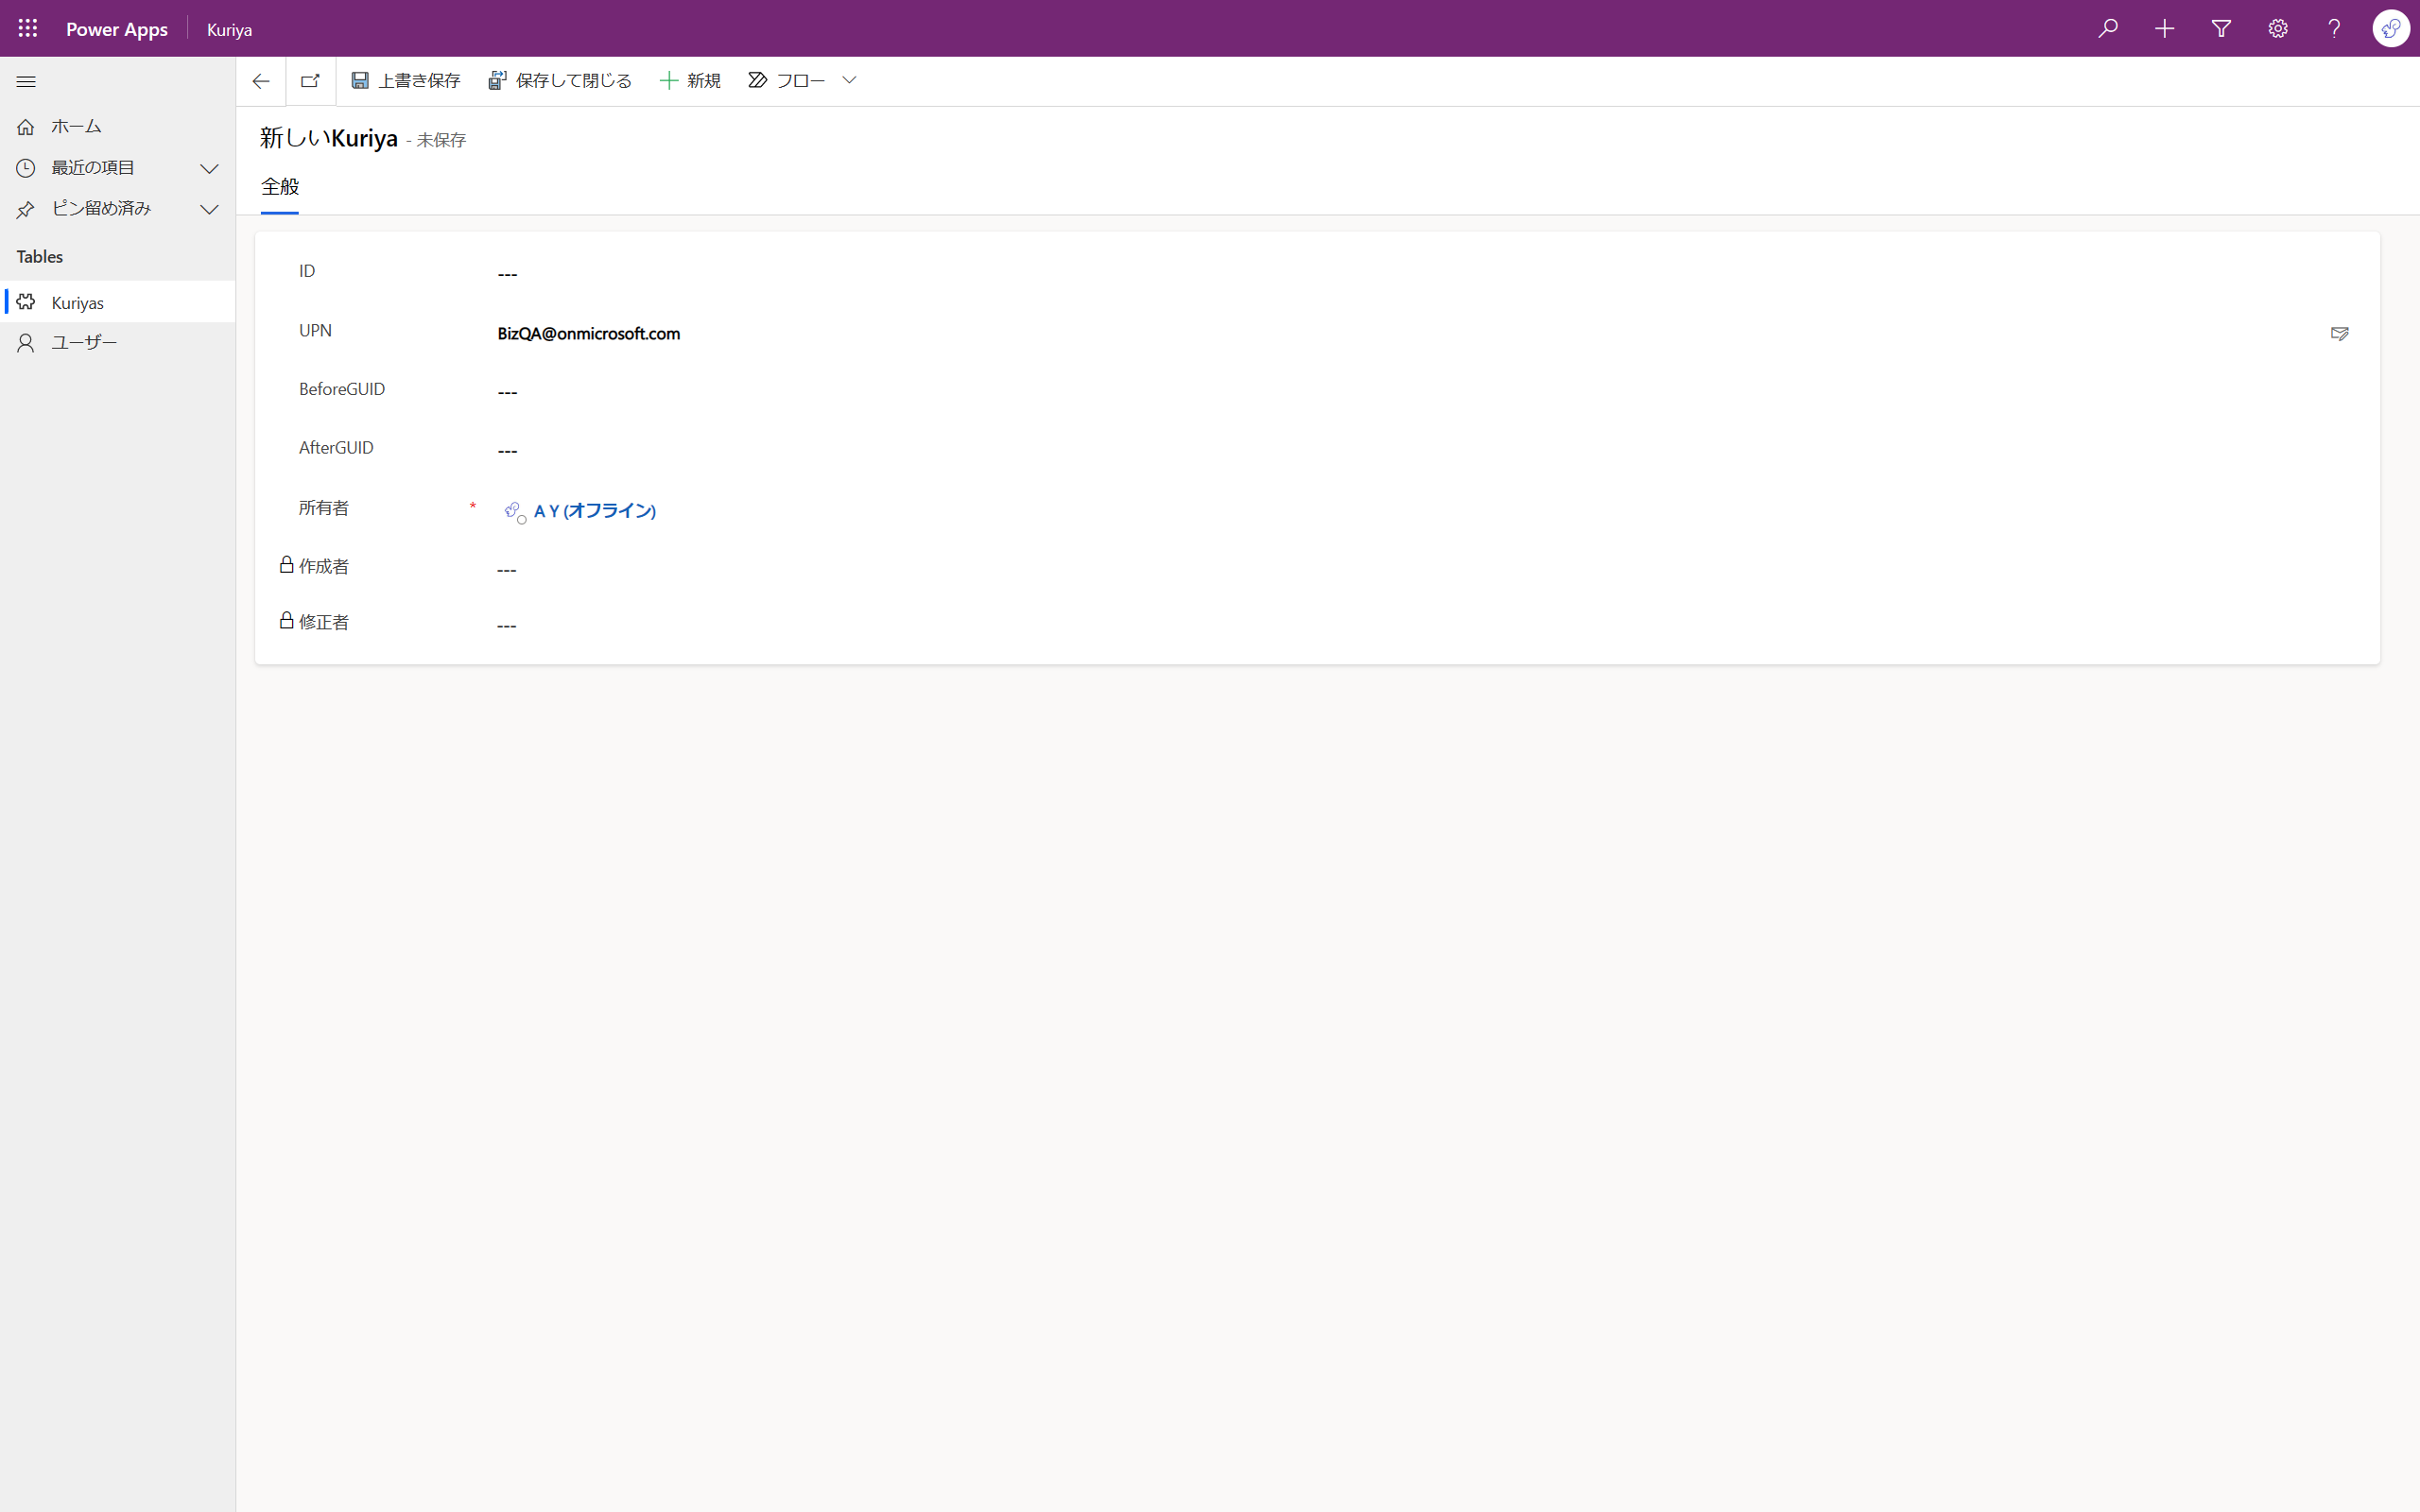 Power Apps
Kuriya
上書き保存
保存して閉じる
新規
フロー
ホーム
最近の項目
ピン留め済み
Tables
Kuriyas
ユーザー
新しいKuriya - 未保存
全般
ID ---
UPN BizQA@onmicrosoft.com
BeforeGUID ---
AfterGUID ---
所有者 * A Y (オフライン)
作成者 ---
修正者 ---